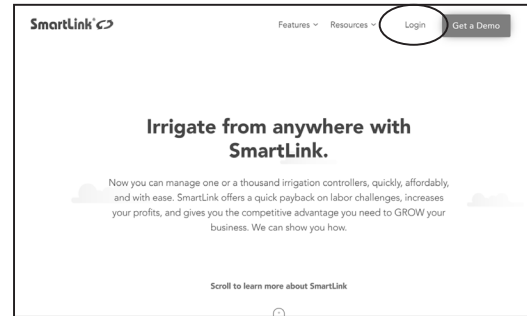 SmartLink®
Features Resources Login Get a Demo
Irrigate from anywhere with
SmartLink.
Now you can manage one or a thousand irrigation controllers, quickly, affordably,
and with ease. SmartLink offers a quick payback on labor challenges, increases
your profits, and gives you the competitive advantage you need to GROW your
business. We can show you how.
Scroll to learn more about SmartLink